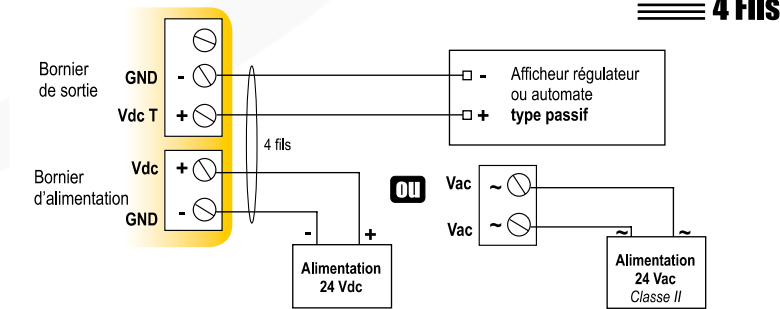 4 Fils
Bornier
de sortie
GND
-
Vdc T
+
- Afficheur régulateur
ou automate
+ type passif
4 fils
Bornier
d'alimentation
Vdc
+
GND
-
- +
Alimentation
24 Vdc
ou
Vac ~
Vac ~
~ ~
Alimentation
24 Vac
Classe II